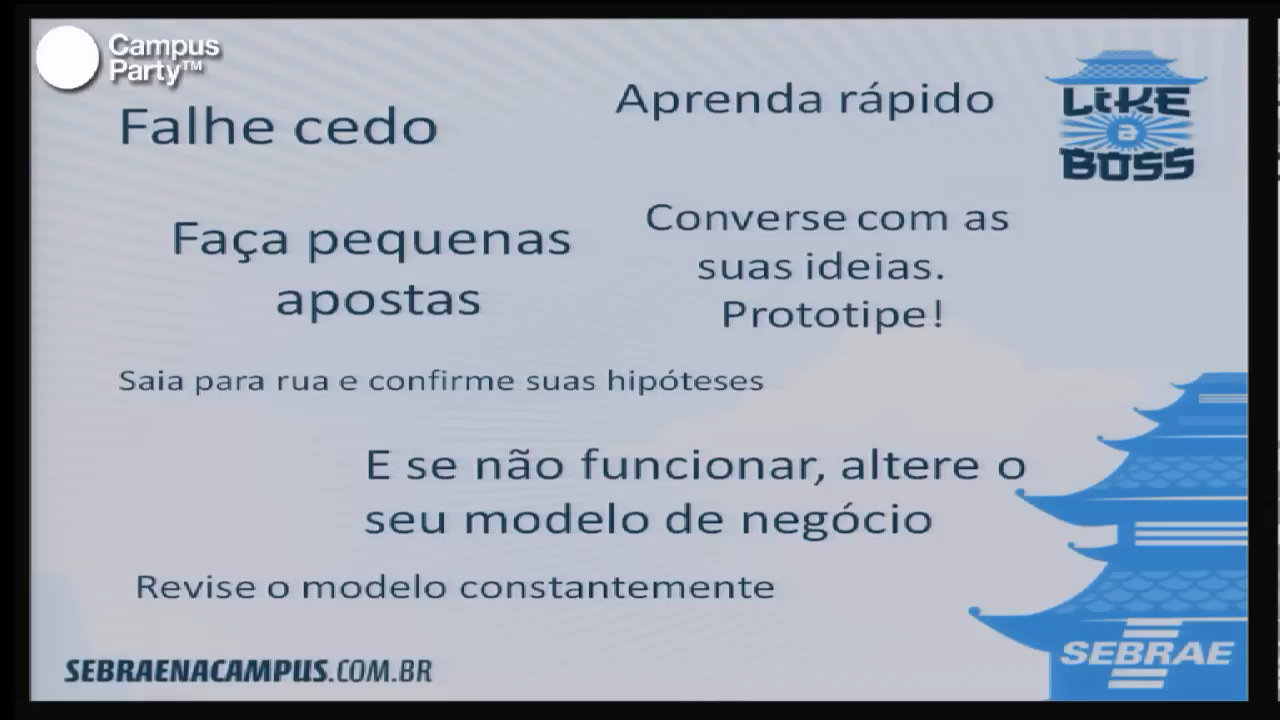 Campus
Party™
Falhe cedo
Aprenda rápido
LIKE
a
BOSS
Faça pequenas
apostas
Converse com as
suas ideias.
Prototipe!
Saia para rua e confirme suas hipóteses
E se não funcionar, altere o
seu modelo de negócio
Revise o modelo constantemente
SEBRAENACAMPUS.COM.BR
SEBRAE